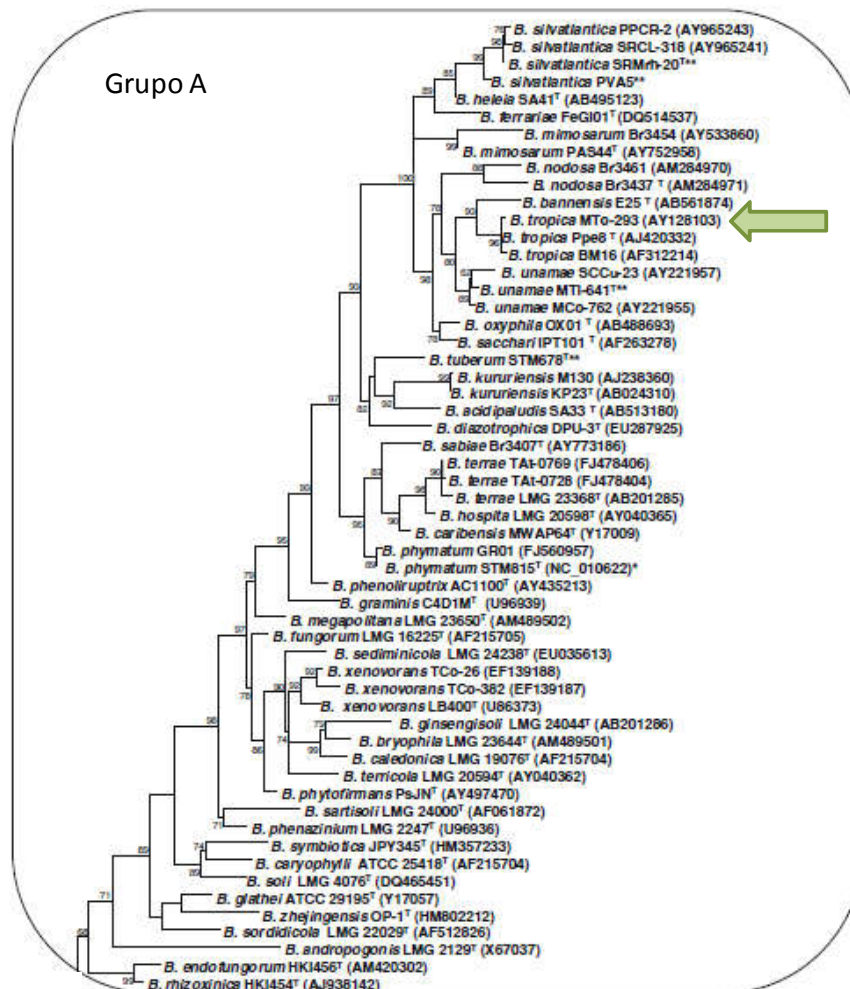 Grupo A
B. silvatlantica PPCR-2 (AY965243)
B. silvatlantica SRCL-318 (AY965241)
B. silvatlantica SRMrh-20ᵀ**
B. silvatlantica PVA5**
B. heleia SA41ᵀ (AB495123)
B. ferrariae FeGI01ᵀ (DQ514537)
B. mimosarum Br3454 (AY533860)
B. mimosarum PAS44ᵀ (AY752958)
B. nodosa Br3461 (AM284970)
B. nodosa Br3437 ᵀ (AM284971)
B. bannensis E25 ᵀ (AB561874)
B. tropica MTo-293 (AY128103)
B. tropica Ppe8 ᵀ (AJ420332)
B. tropica BM16 (AF312214)
B. unamae SCCu-23 (AY221957)
B. unamae MTl-641ᵀ**
B. unamae MCo-762 (AY221955)
B. oxyphila OX01 ᵀ (AB488693)
B. sacchari IPT101 ᵀ (AF263278)
B. tuberum STM678ᵀ**
B. kururiensis M130 (AJ238360)
B. kururiensis KP23ᵀ (AB024310)
B. acidipaludis SA33 ᵀ (AB513180)
B. diazotrophica DPU-3ᵀ (EU287925)
B. sabiae Br3407ᵀ (AY773186)
B. terrae TAt-0769 (FJ478406)
B. terrae TAt-0728 (FJ478404)
B. terrae LMG 23368ᵀ (AB201285)
B. hospita LMG 20598ᵀ (AY040365)
B. caribensis MWAP64ᵀ (Y17009)
B. phymatum GR01 (FJ560957)
B. phymatum STM815ᵀ (NC_010622)*
B. phenoliruptrix AC1100ᵀ (AY435213)
B. graminis C4D1Mᵀ (U96939)
B. megapolitana LMG 23650ᵀ (AM489502)
B. fungorum LMG 16225ᵀ (AF215705)
B. sediminicola LMG 24238ᵀ (EU035613)
B. xenovorans TCo-26 (EF139188)
B. xenovorans TCo-382 (EF139187)
B. xenovorans LB400ᵀ (U86373)
B. ginsengisoli LMG 24044ᵀ (AB201286)
B. bryophila LMG 23644ᵀ (AM489501)
B. caledonica LMG 19076ᵀ (AF215704)
B. terricola LMG 20594ᵀ (AY040362)
B. phytofirmans PsJNᵀ (AY497470)
B. sartisoli LMG 24000ᵀ (AF061872)
B. phenazinium LMG 2247ᵀ (U96936)
B. symbiotica JPY345ᵀ (HM357233)
B. caryophylli ATCC 25418ᵀ (AF215704)
B. soli LMG 4076ᵀ (DQ465451)
B. glathei ATCC 29195ᵀ (Y17057)
B. zhejingensis OP-1ᵀ (HM802212)
B. sordidicola LMG 22029ᵀ (AF512826)
B. andropogonis LMG 2129ᵀ (X67037)
B. endofungorum HKI456ᵀ (AM420302)
B. rhizoxinica HKI454ᵀ (AJ938142)